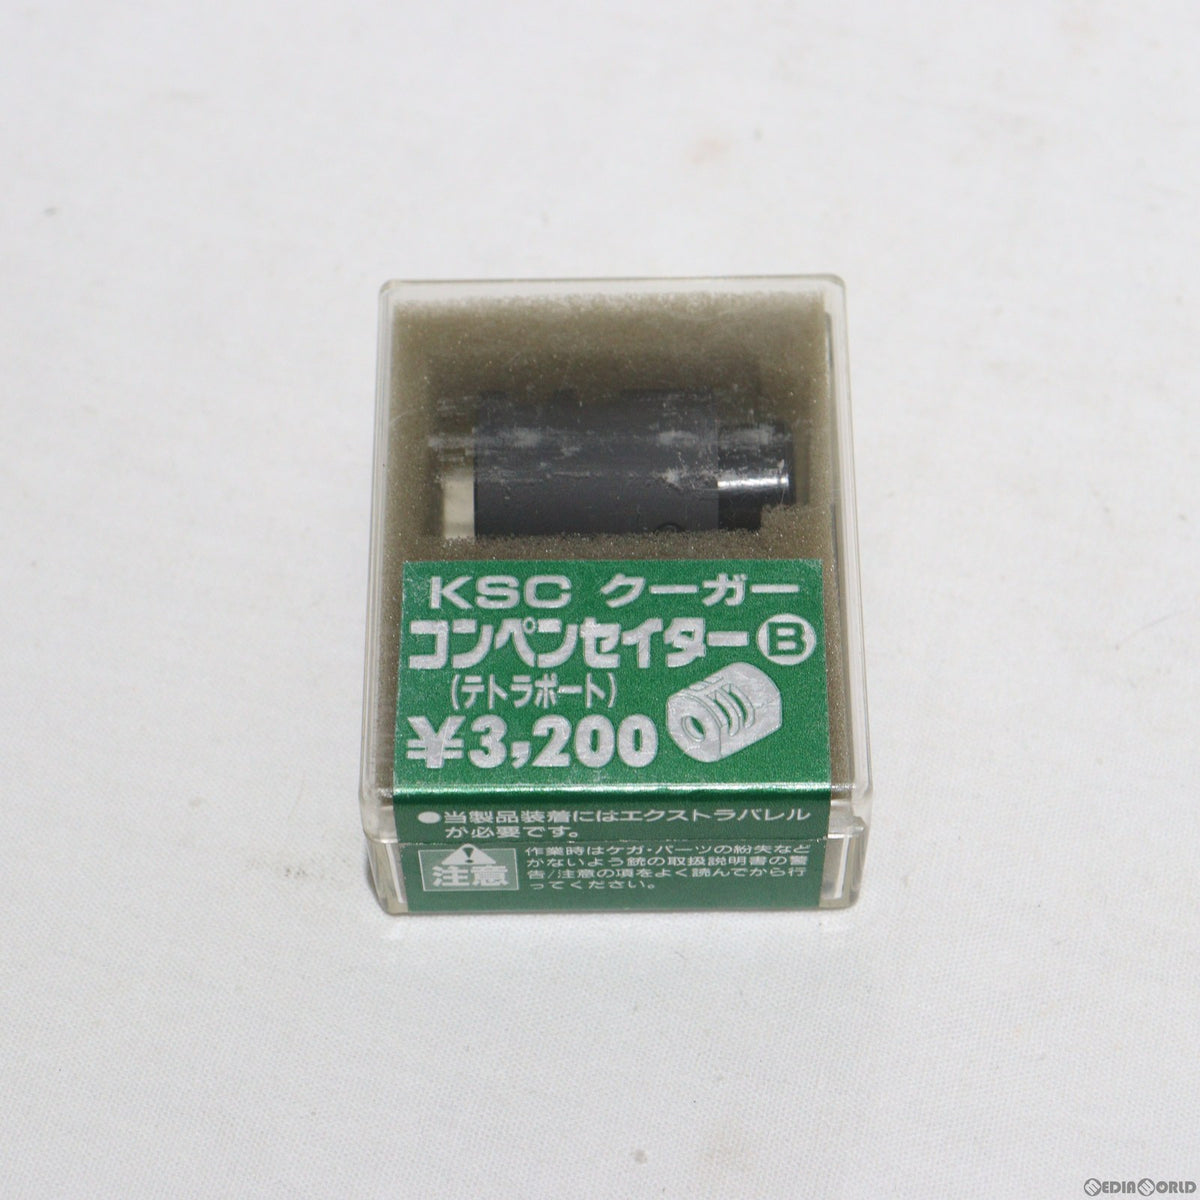 KSC クーガー
コンペンセイターⒷ
(テトラポート)
¥3,200
●当製品装着にはエクストラバレル
が必要です。
注意
作業時はケガ・パーツの紛失など
がないよう銃の取扱説明書の警
告/注意の項をよく読んでから行
ってください。
MEDIAWORLD